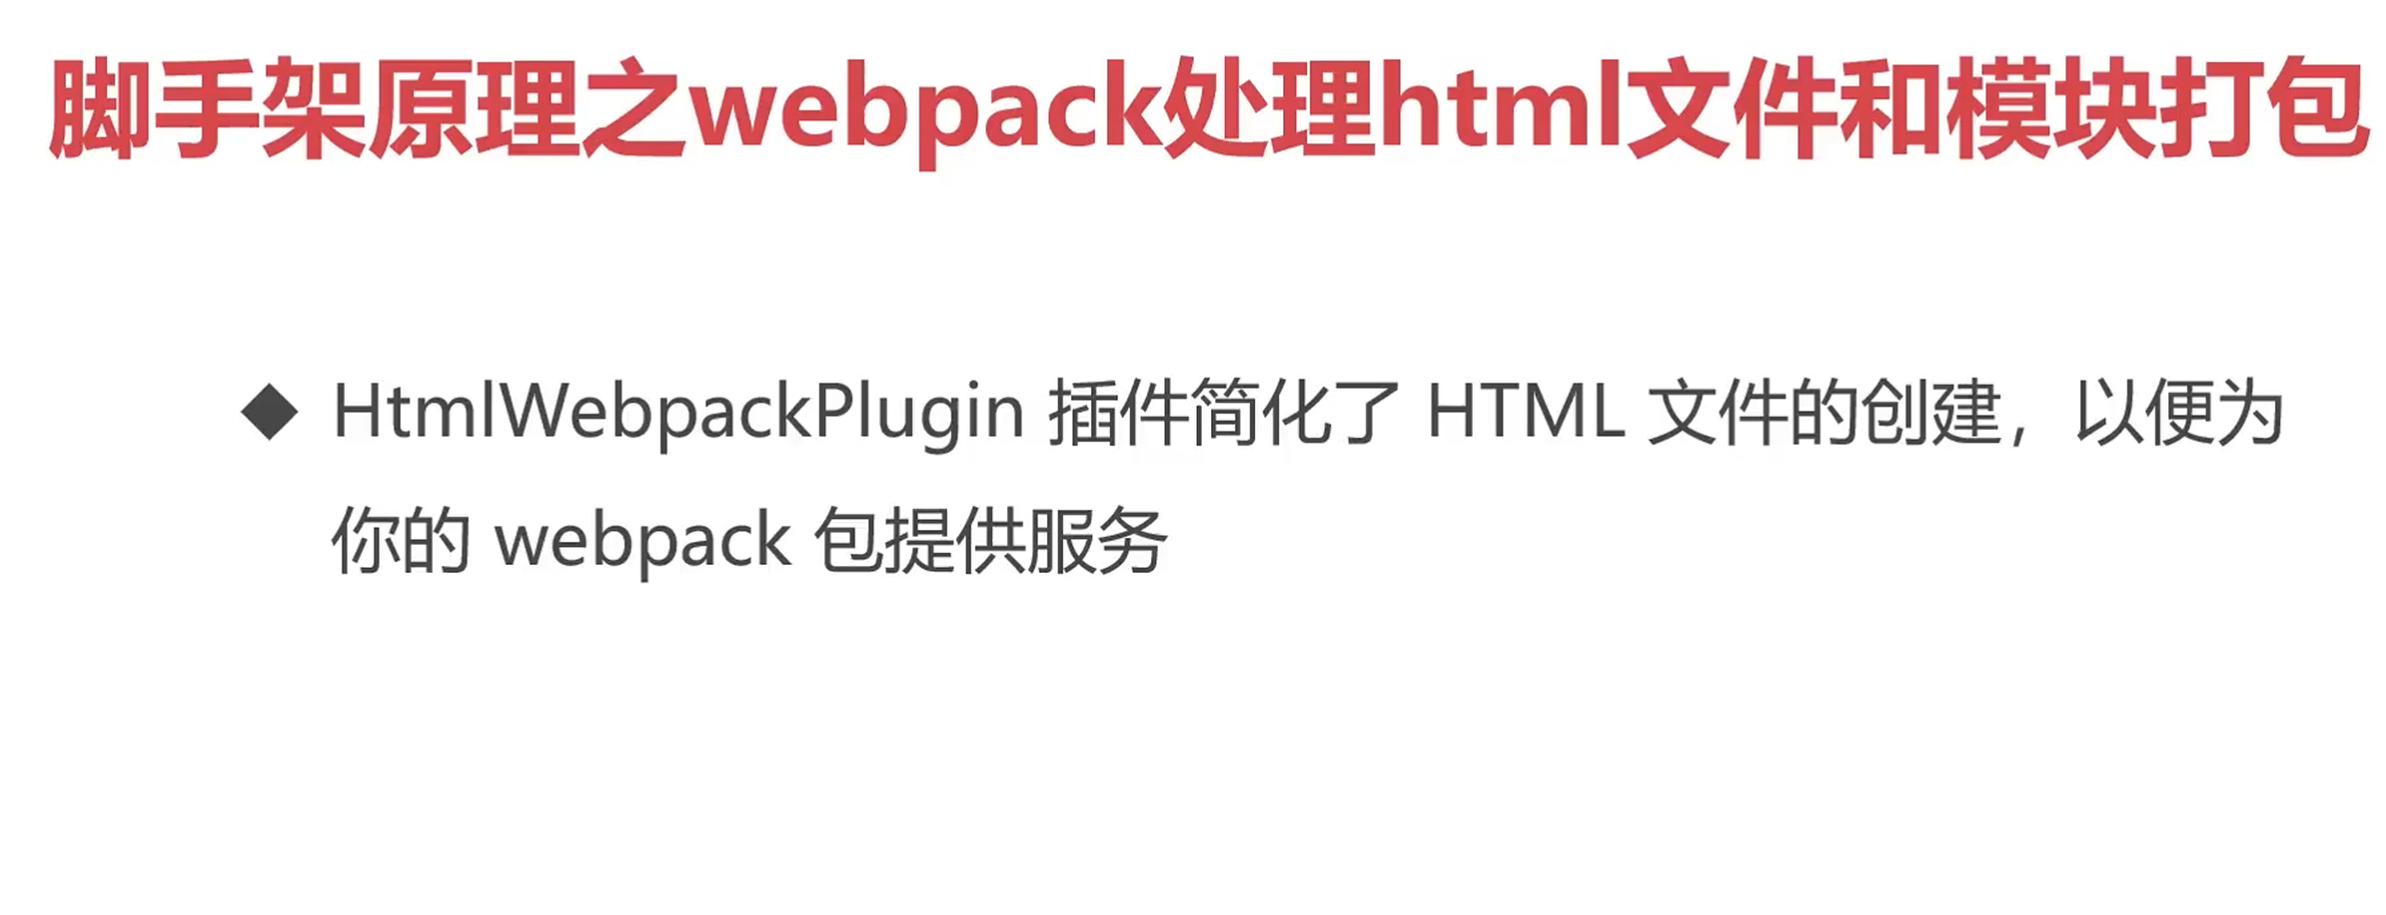 脚手架原理之webpack处理html文件和模块打包
◆ HtmlWebpackPlugin 插件简化了 HTML 文件的创建，以便为
你的 webpack 包提供服务